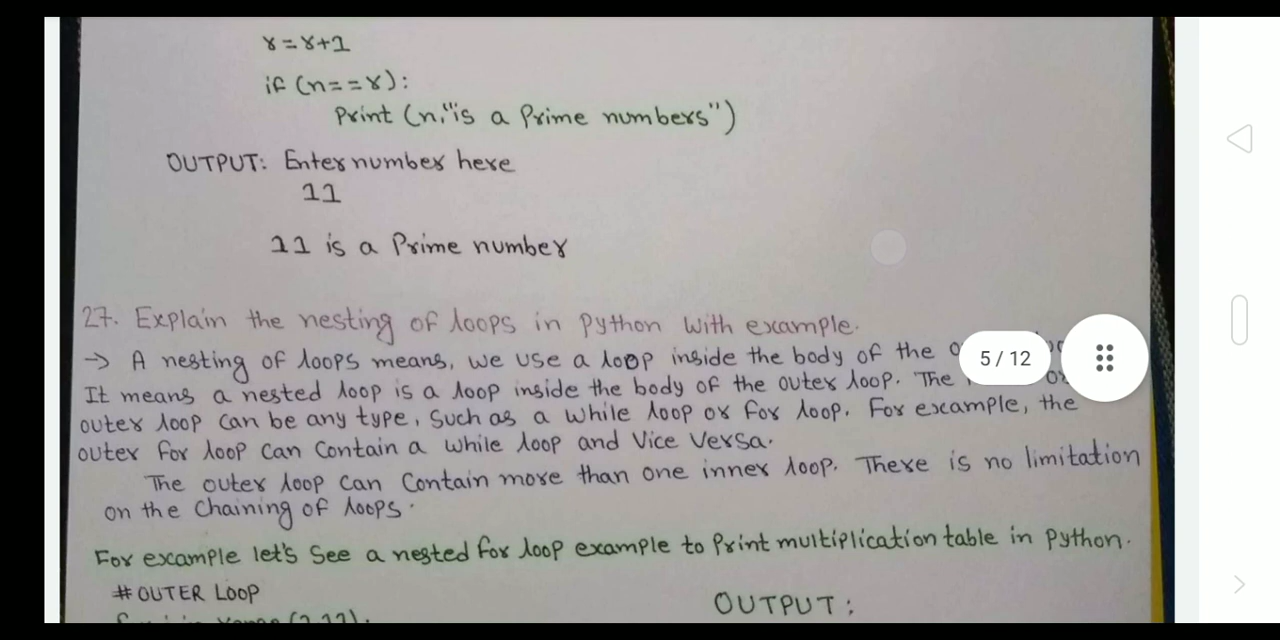 r=r+1
if (n==r):
Print (n,"is a Prime numbers")
OUTPUT: Enter number here
11
11 is a Prime number
27. Explain the nesting of loops in Python with example.
→ A nesting of loops means, we use a loop inside the body of the
It means a nested loop is a loop inside the body of the outer loop. The
outer loop can be any type, Such as a while loop or for loop. For example, the
outer for loop can contain a while loop and Vice Versa.
The outer loop can Contain more than one inner loop. There is no limitation
on the Chaining of loops.
For example let's See a nested for loop example to Print multiplication table in Python.
#OUTER LOOP
OUTPUT:
5 / 12